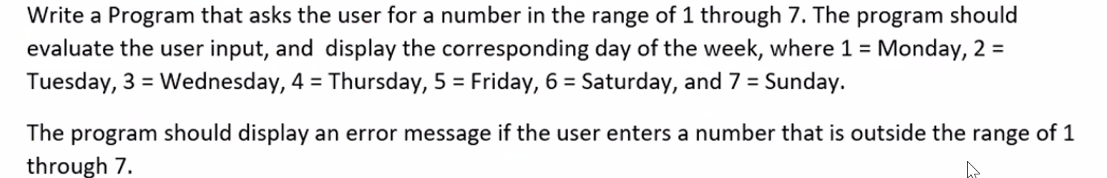 Write a Program that asks the user for a number in the range of 1 through 7. The program should
evaluate the user input, and  display the corresponding day of the week, where 1 = Monday, 2 =
Tuesday, 3 = Wednesday, 4 = Thursday, 5 = Friday, 6 = Saturday, and 7 = Sunday.
The program should display an error message if the user enters a number that is outside the range of 1
through 7.